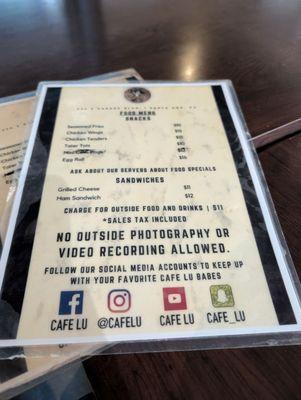 FOOD MENU
SNACKS
Seasoned Fries
Chicken Wings
Chicken Tenders
Tater Tots
Egg Roll
ASK ABOUT OUR SERVERS ABOUT FOOD SPECIALS
SANDWICHES
Grilled Cheese $11
Ham Sandwich $12
CHARGE FOR OUTSIDE FOOD AND DRINKS | $11
*SALES TAX INCLUDED
NO OUTSIDE PHOTOGRAPHY OR
VIDEO RECORDING ALLOWED.
FOLLOW OUR SOCIAL MEDIA ACCOUNTS TO KEEP UP
WITH YOUR FAVORITE CAFE LU BABES
CAFE LU @CAFELU CAFE LU CAFE_LU